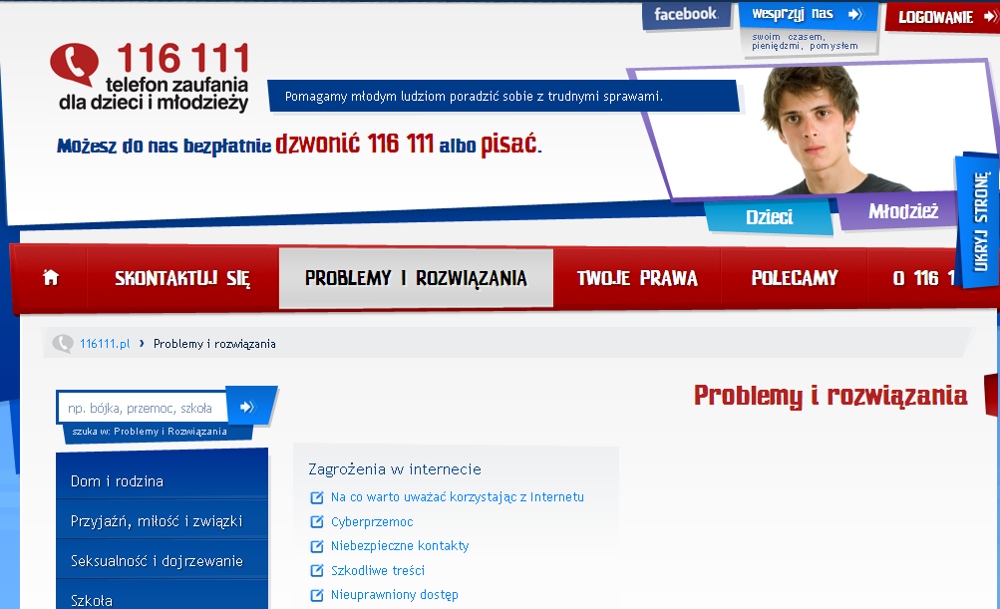 facebook.
wesprzyj nas
swoim czasem,
pieniędzmi, pomysłem
LOGOWANIE
116 111
telefon zaufania
dla dzieci i młodzieży
Pomagamy młodym ludziom poradzić sobie z trudnymi sprawami.
Możesz do nas bezpłatnie dzwonić 116 111 albo pisać.
Dzieci
Młodzież
UKRYJ STRONĘ
SKONTAKTUJ SIĘ
PROBLEMY I ROZWIĄZANIA
TWOJE PRAWA
POLECAMY
O 116 1
116111.pl › Problemy i rozwiązania
np. bójka, przemoc, szkoła
szuka w: Problemy i Rozwiązania
Problemy i rozwiązania
Dom i rodzina
Przyjaźń, miłość i związki
Seksualność i dojrzewanie
Szkoła
Zagrożenia w internecie
Na co warto uważać korzystając z Internetu
Cyberprzemoc
Niebezpieczne kontakty
Szkodliwe treści
Nieuprawniony dostęp